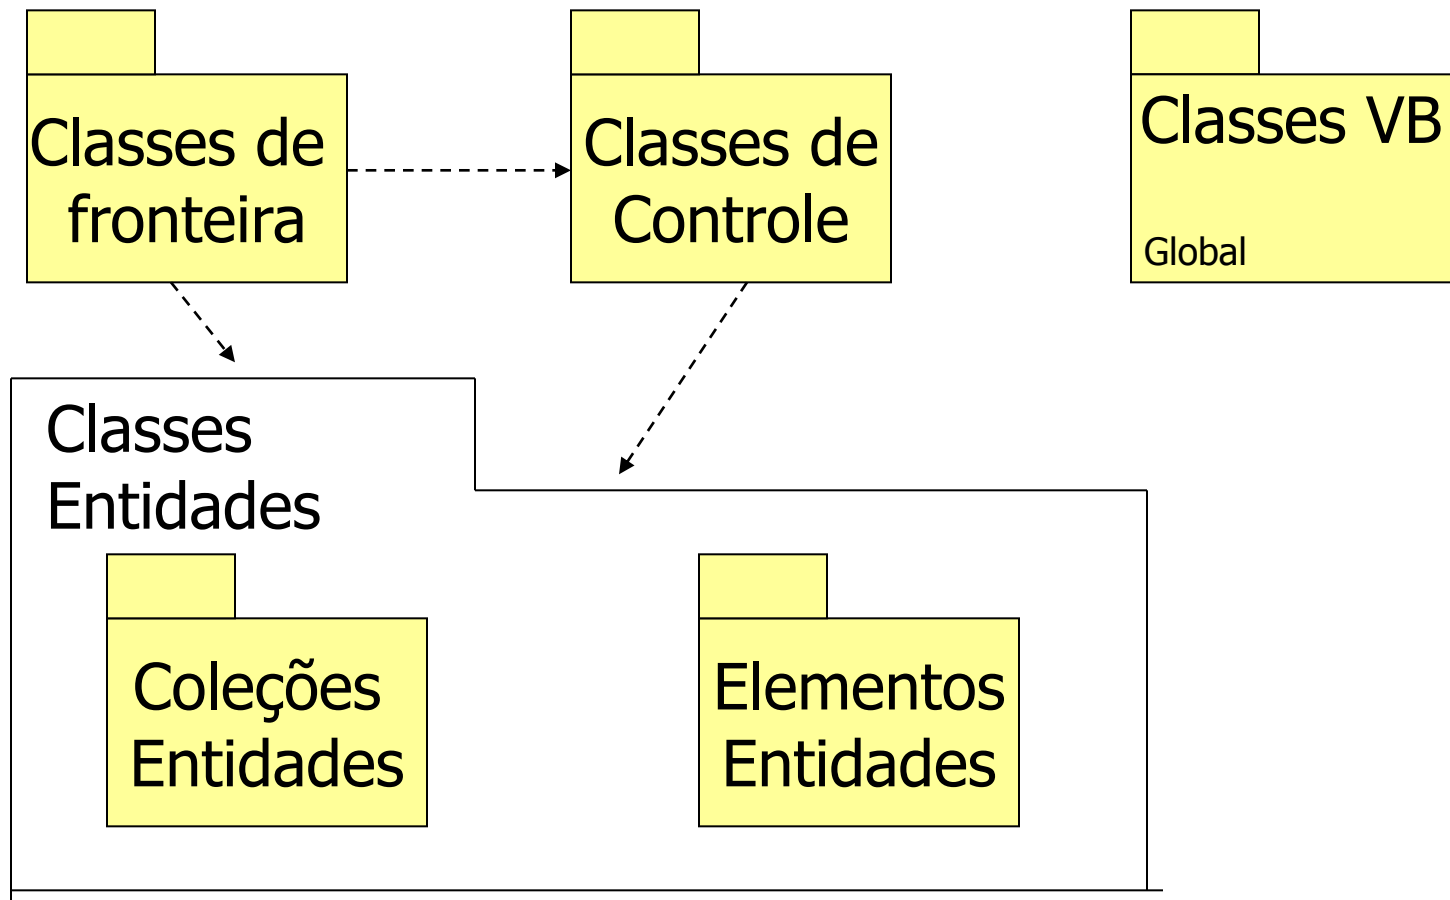 Classes de
fronteira
Classes de
Controle
Classes VB
Global
Classes
Entidades
Coleções
Entidades
Elementos
Entidades